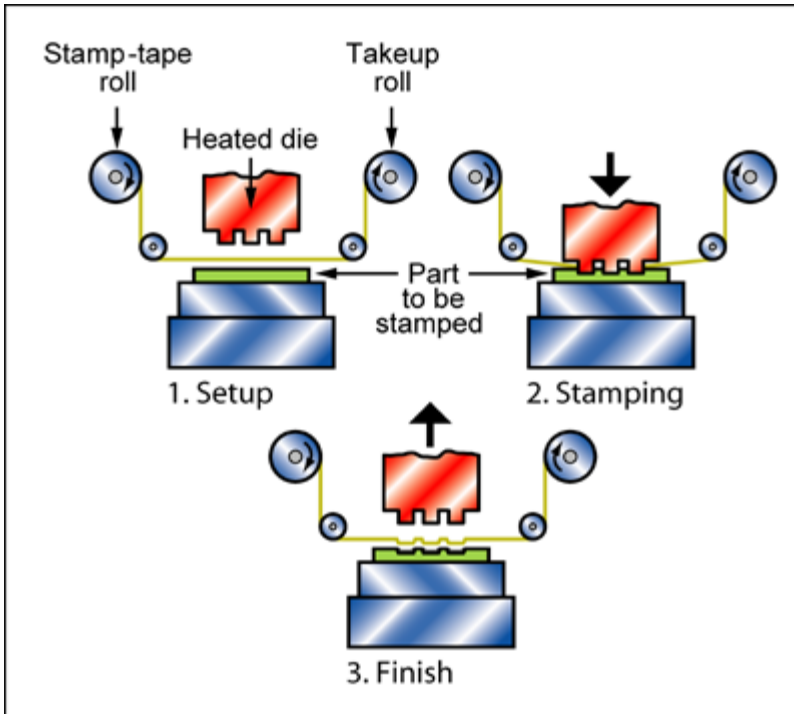 Stamp-tape
roll
Takeup
roll
Heated die
Part
to be
stamped
1. Setup
2. Stamping
3. Finish